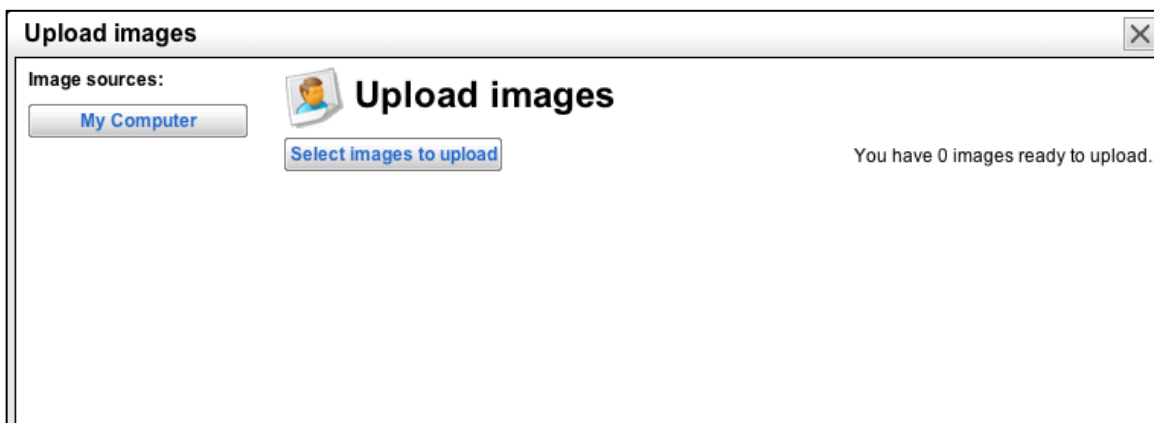 Upload images
Image sources:
My Computer
Upload images
Select images to upload
You have 0 images ready to upload.